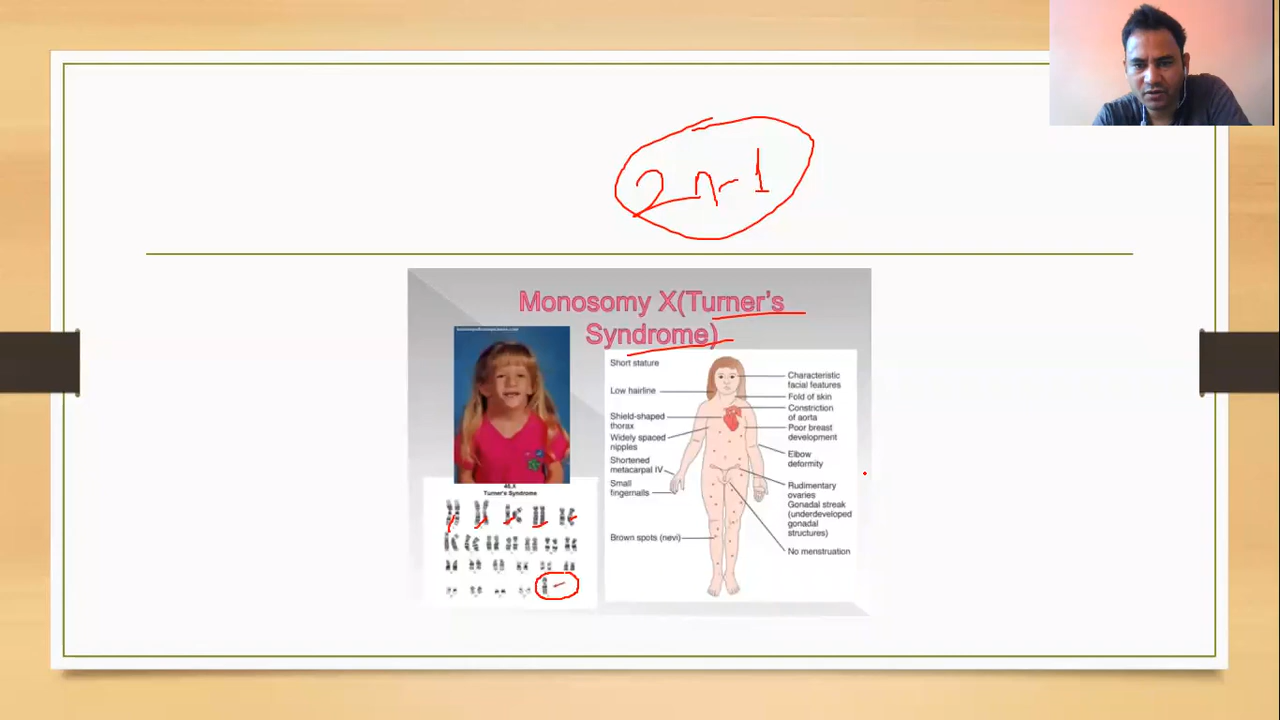 2n-1
Monosomy X(Turner's
Syndrome)
45,X
Turner's Syndrome
Short stature
Low hairline
Shield-shaped
thorax
Widely spaced
nipples
Shortened
metacarpal IV
Small
fingernails
Brown spots (nevi)
Characteristic
facial features
Fold of skin
Constriction
of aorta
Poor breast
development
Elbow
deformity
Rudimentary
ovaries
Gonadal streak
(underdeveloped
gonadal
structures)
No menstruation